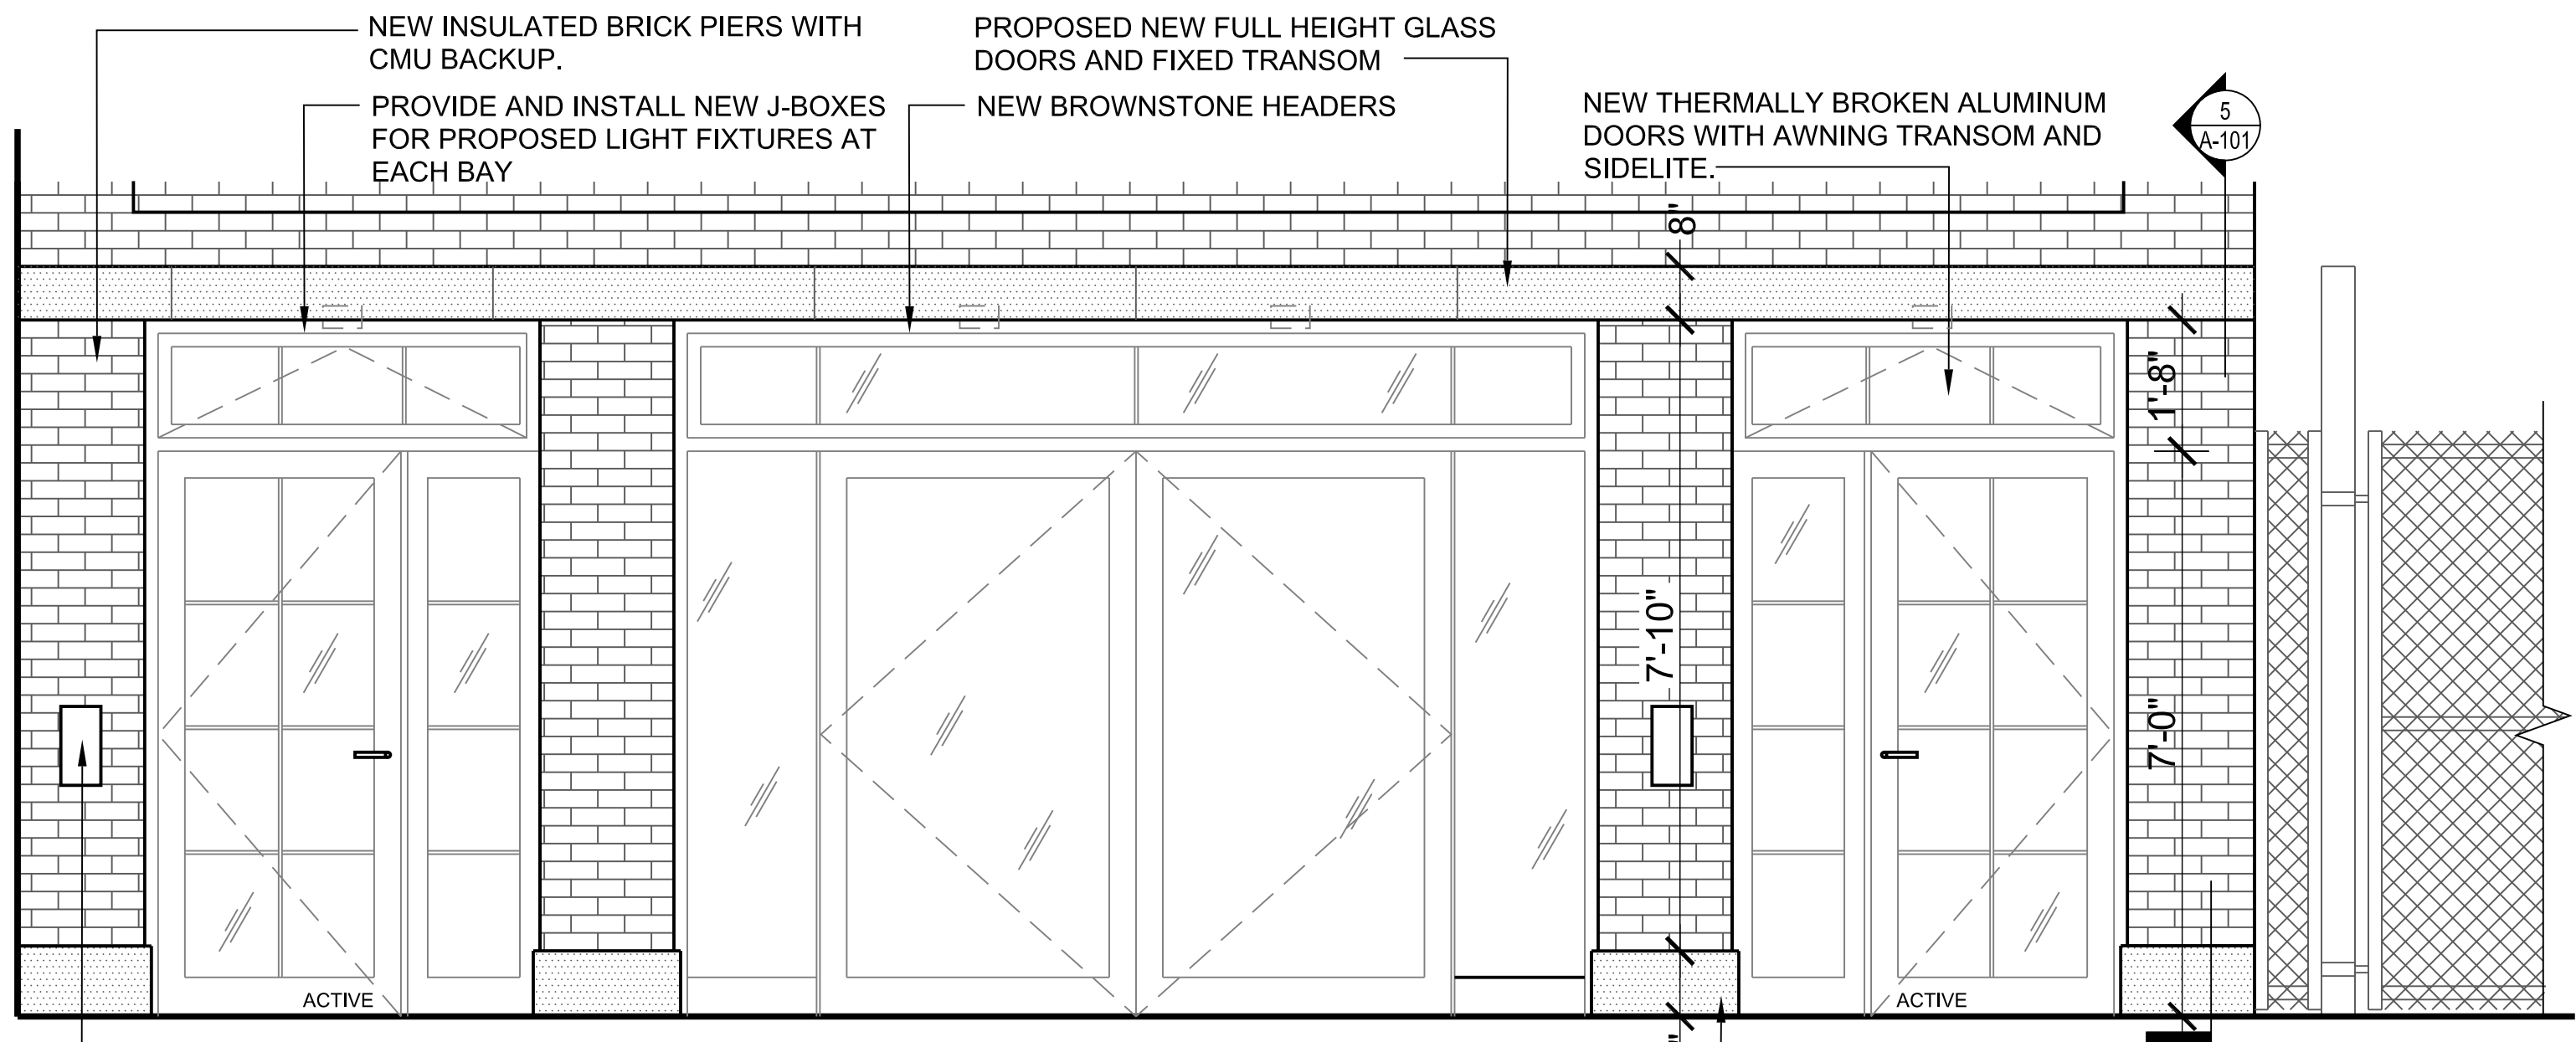 NEW INSULATED BRICK PIERS WITH
CMU BACKUP.
PROVIDE AND INSTALL NEW J-BOXES
FOR PROPOSED LIGHT FIXTURES AT
EACH BAY
PROPOSED NEW FULL HEIGHT GLASS
DOORS AND FIXED TRANSOM
NEW BROWNSTONE HEADERS
NEW THERMALLY BROKEN ALUMINUM
DOORS WITH AWNING TRANSOM AND
SIDELITE.
5
A-101
8"
1'-8"
7'-10"
7'-0"
ACTIVE
ACTIVE